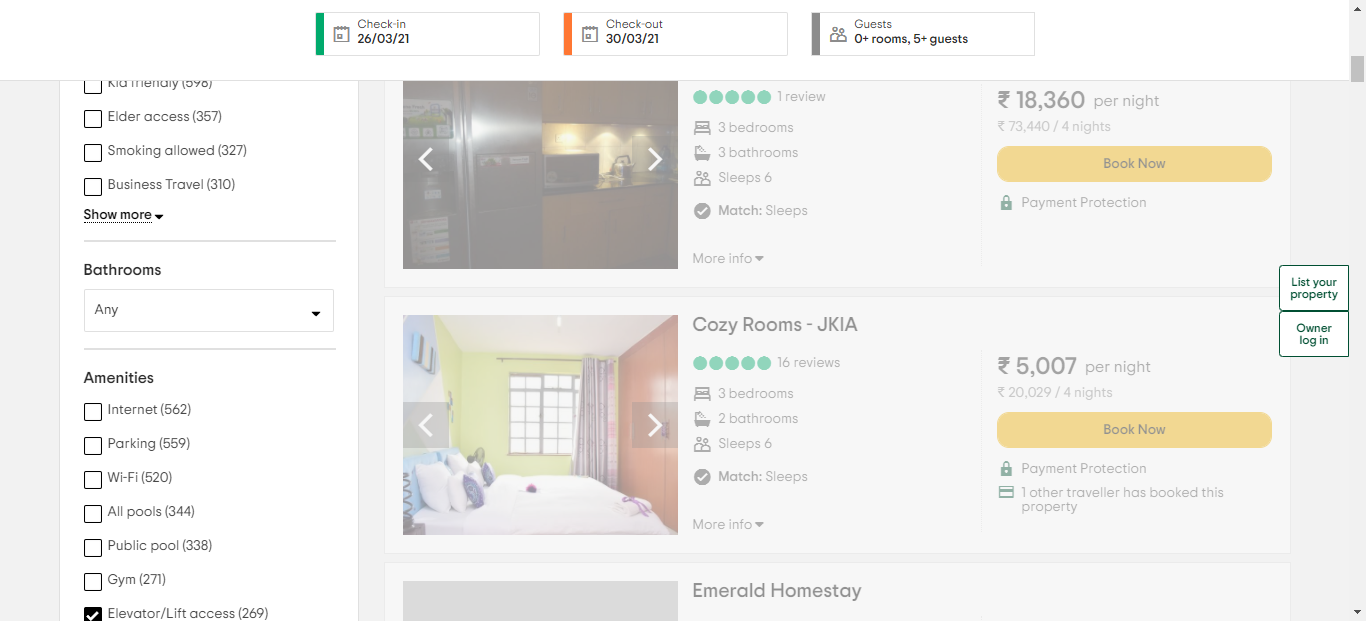 Check-in
26/03/21
Check-out
30/03/21
Guests
0+ rooms, 5+ guests
Kid friendly (598)
Elder access (357)
Smoking allowed (327)
Business Travel (310)
Show more
Bathrooms
Any
Amenities
Internet (562)
Parking (559)
Wi-Fi (520)
All pools (344)
Public pool (338)
Gym (271)
Elevator/Lift access (269)
1 review
3 bedrooms
3 bathrooms
Sleeps 6
Match: Sleeps
More info
₹ 18,360 per night
₹ 73,440 / 4 nights
Book Now
Payment Protection
Cozy Rooms - JKIA
16 reviews
3 bedrooms
2 bathrooms
Sleeps 6
Match: Sleeps
More info
₹ 5,007 per night
₹ 20,029 / 4 nights
Book Now
Payment Protection
1 other traveller has booked this
property
Emerald Homestay
List your
property
Owner
log in